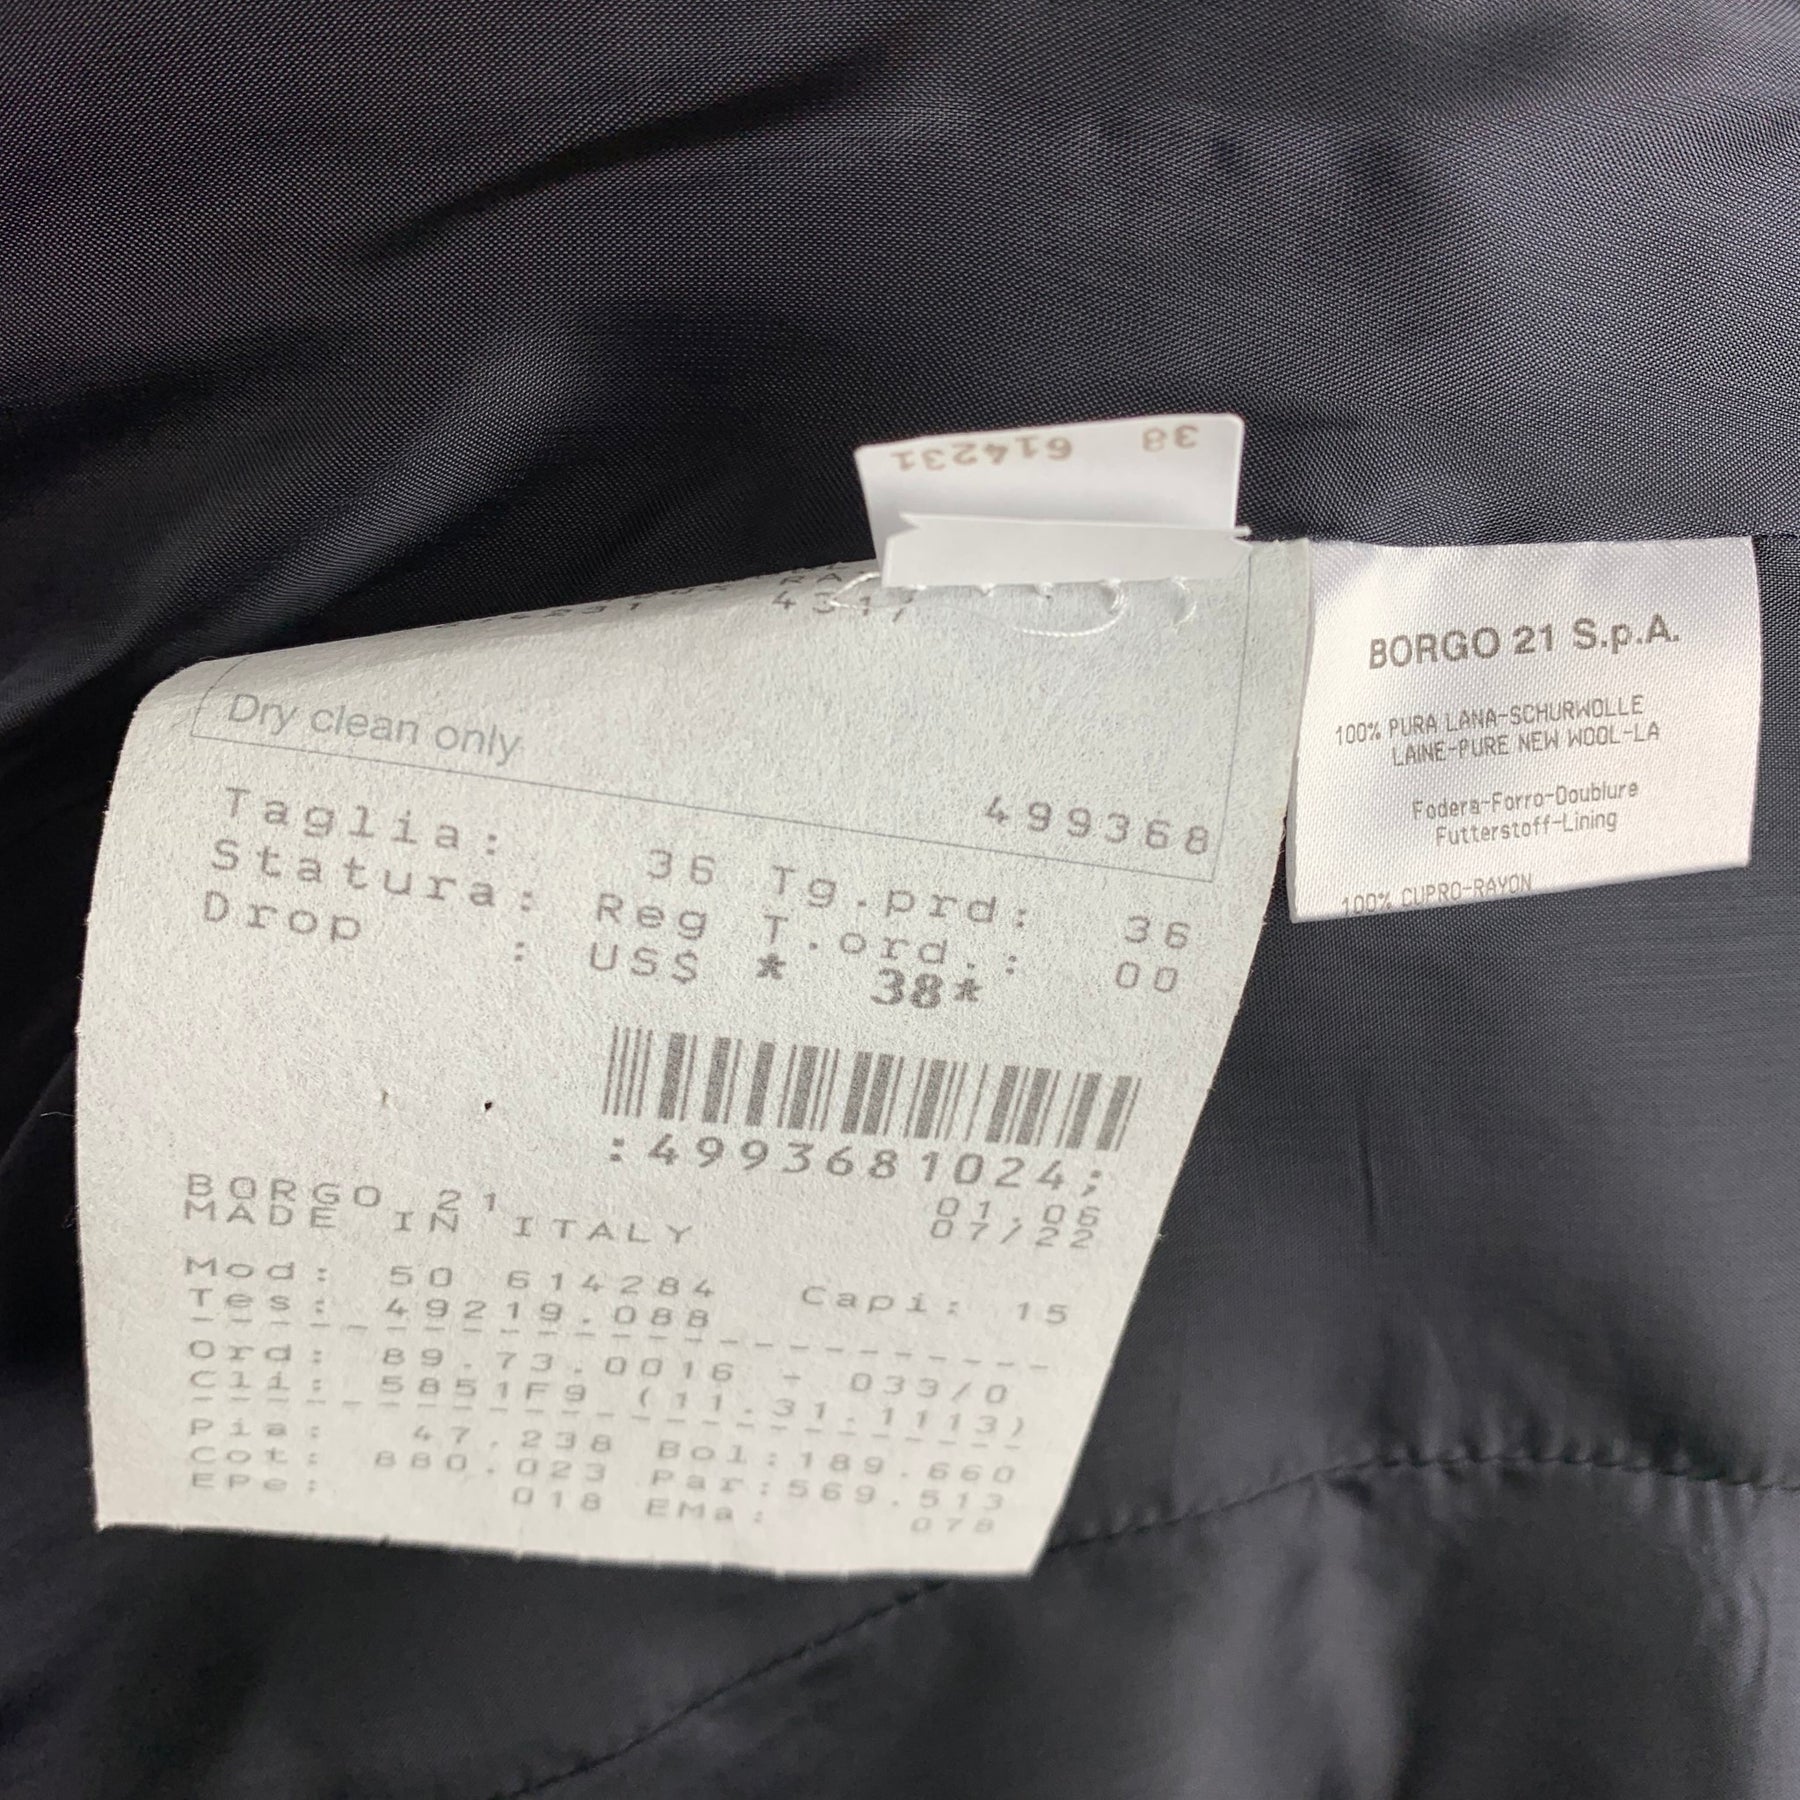 38 614231
4317
Dry clean only
499368
Taglia: 36 Tg.prd: 36
Statura: Reg T.ord.: 00
Drop : US$ * 38*
:4993681024;
BORGO 21 01.06
MADE IN ITALY 07/22
Mod: 50 614284 Capi: 15
Tes: 49219.088
Ord: 89.73.0016 - 033/0
Cli: 5851F9 (11.31.1113)
Pia: 47.238 Bol:189.660
Cot: 880.023 Par:569.513
EPe: 018 EMa: 078
BORGO 21 S.p.A.
100% PURA LANA-SCHURWOLLE
LAINE-PURE NEW WOOL-LA
Fodera-Forro-Doublure
Futterstoff-Lining
100% CUPRO-RAYON